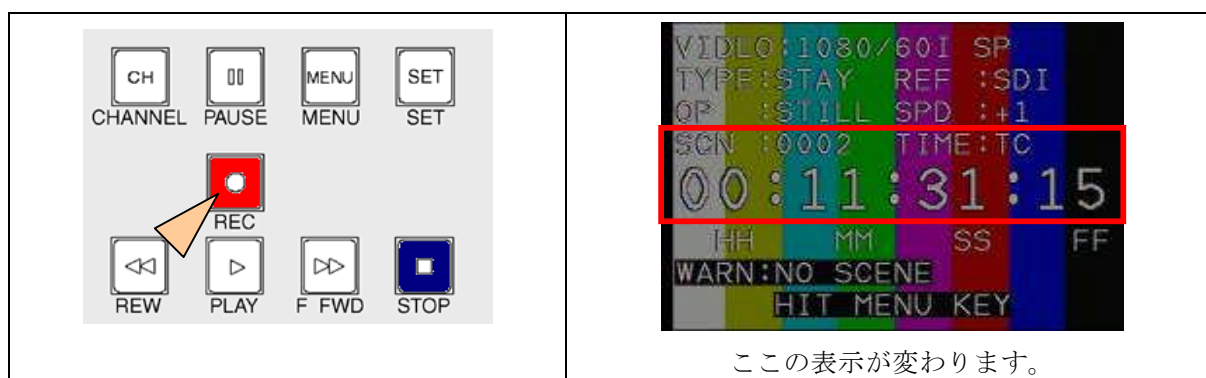 CH
MENU
SET
CHANNEL PAUSE MENU SET
REC
REW PLAY F FWD STOP
VIDEO:1080/60I SP
TYPE:STAY REF :SDI
OP :STILL SPD :+1
SCN :0002 TIME:TC
00:11:31:15
HH MM SS FF
WARN:NO SCENE
HIT MENU KEY
ここの表示が変わります。